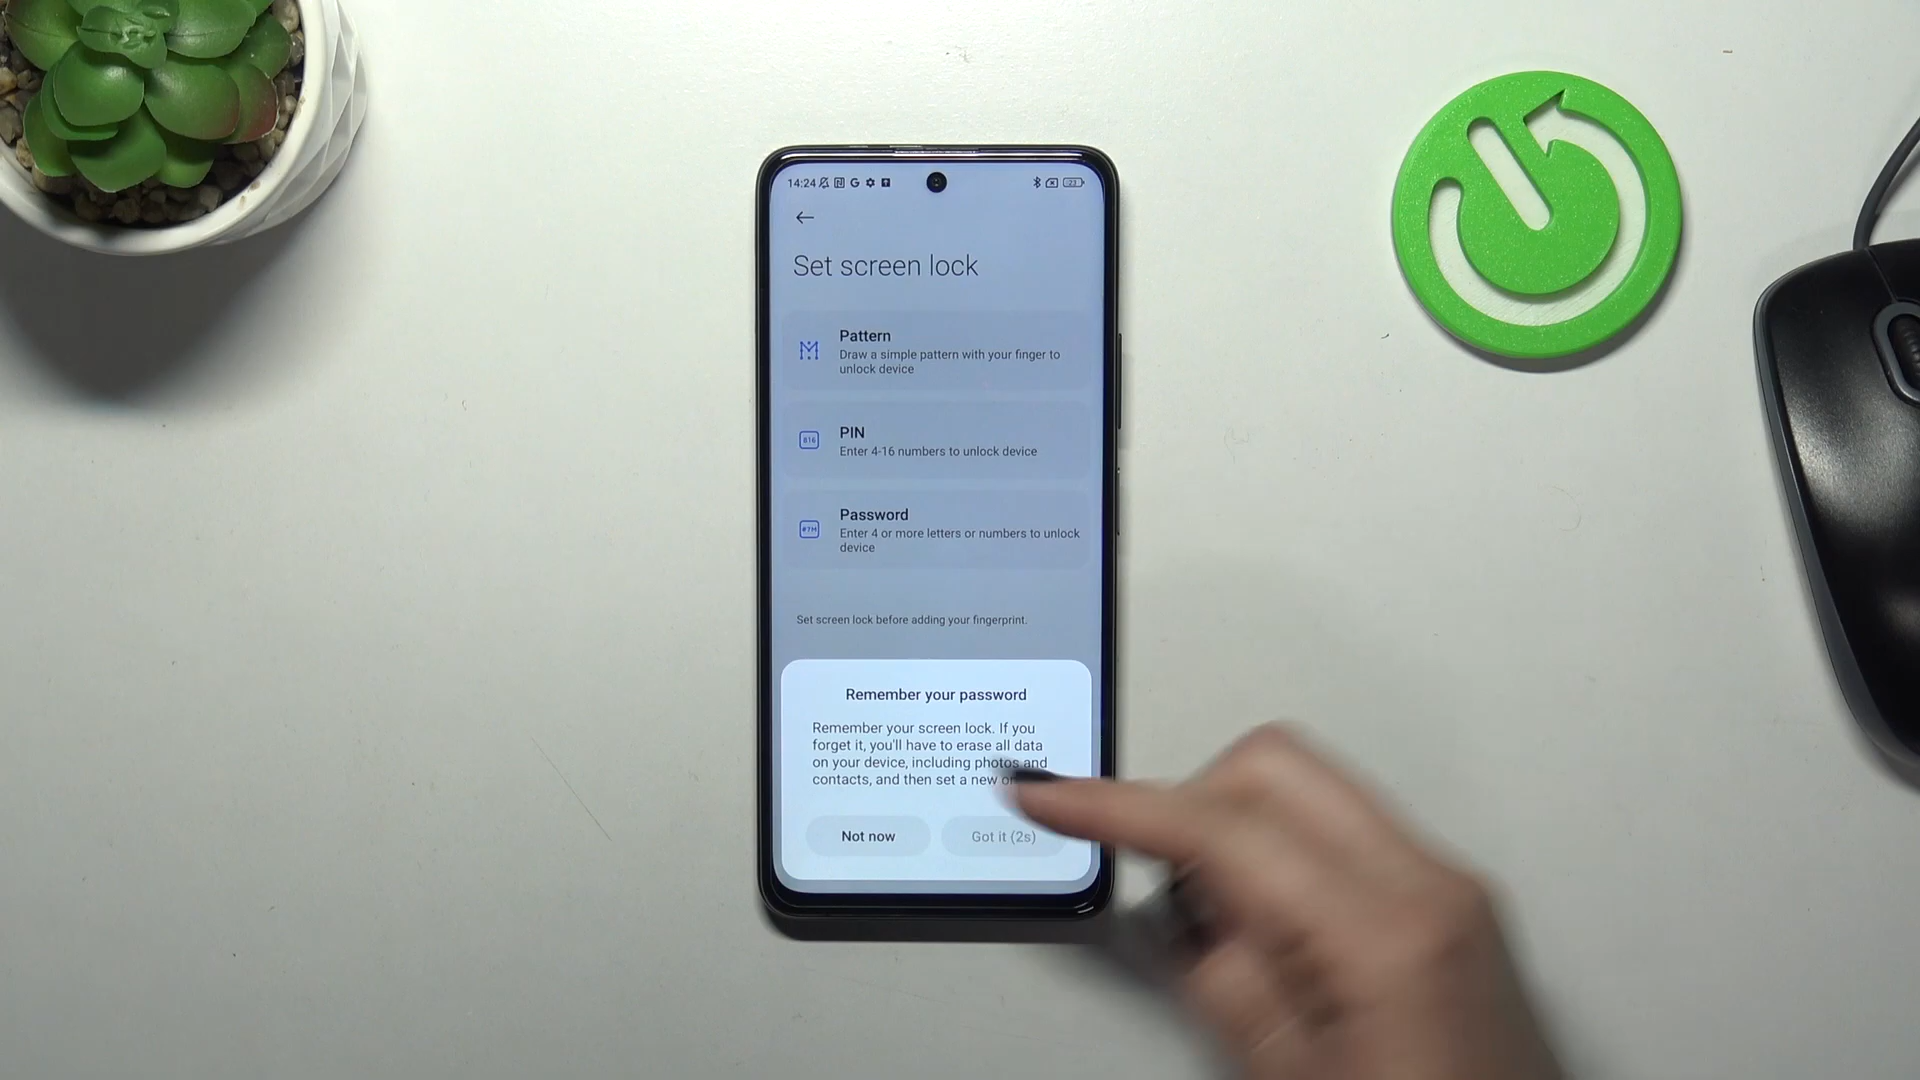 14:24
Set screen lock
Pattern
Draw a simple pattern with your finger to
unlock device
PIN
Enter 4-16 numbers to unlock device
Password
Enter 4 or more letters or numbers to unlock
device
Set screen lock before adding your fingerprint.
Remember your password
Remember your screen lock. If you
forget it, you'll have to erase all data
on your device, including photos and
contacts, and then set a new
Not now
Got it (2s)